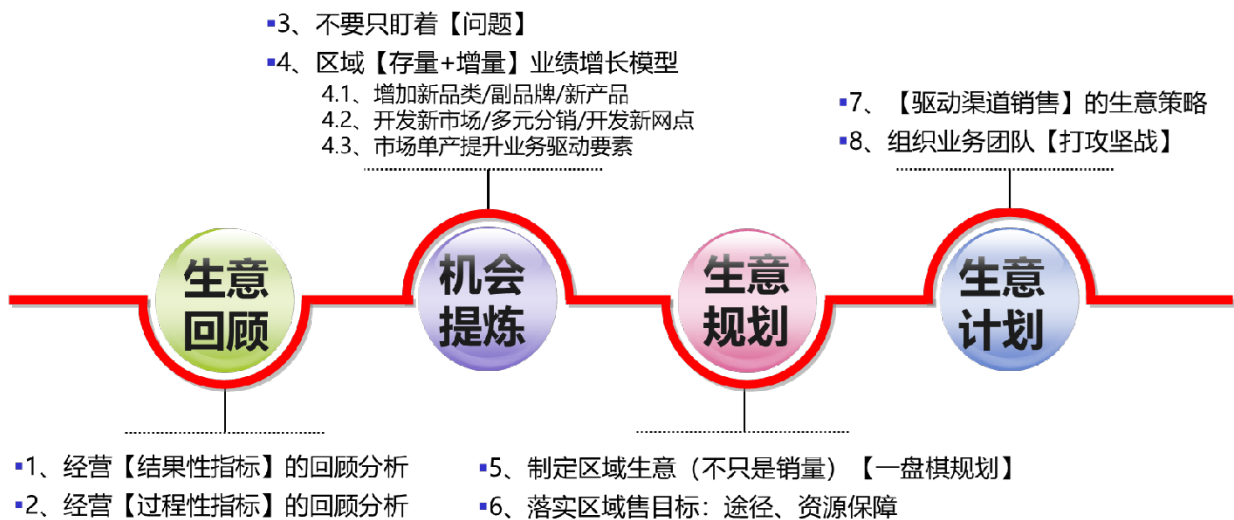 ▪3、不要只盯着【问题】
▪4、区域【存量+增量】业绩增长模型
4.1、增加新品类/副品牌/新产品
4.2、开发新市场/多元分销/开发新网点
4.3、市场单产提升业务驱动要素
▪7、【驱动渠道销售】的生意策略
▪8、组织业务团队【打攻坚战】
生意
回顾
机会
提炼
生意
规划
生意
计划
▪1、经营【结果性指标】的回顾分析
▪2、经营【过程性指标】的回顾分析
▪5、制定区域生意（不只是销量）【一盘棋规划】
▪6、落实区域售目标：途径、资源保障